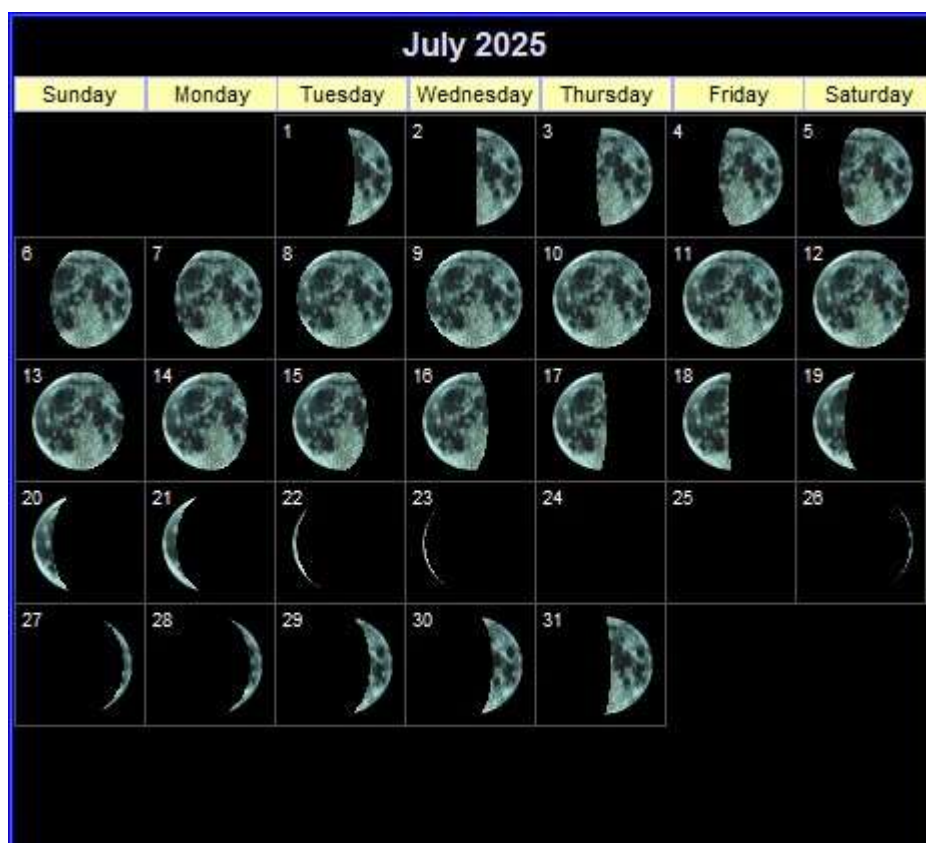 July 2025
Sunday Monday Tuesday Wednesday Thursday Friday Saturday
1 2 3 4 5
6 7 8 9 10 11 12
13 14 15 16 17 18 19
20 21 22 23 24 25 26
27 28 29 30 31